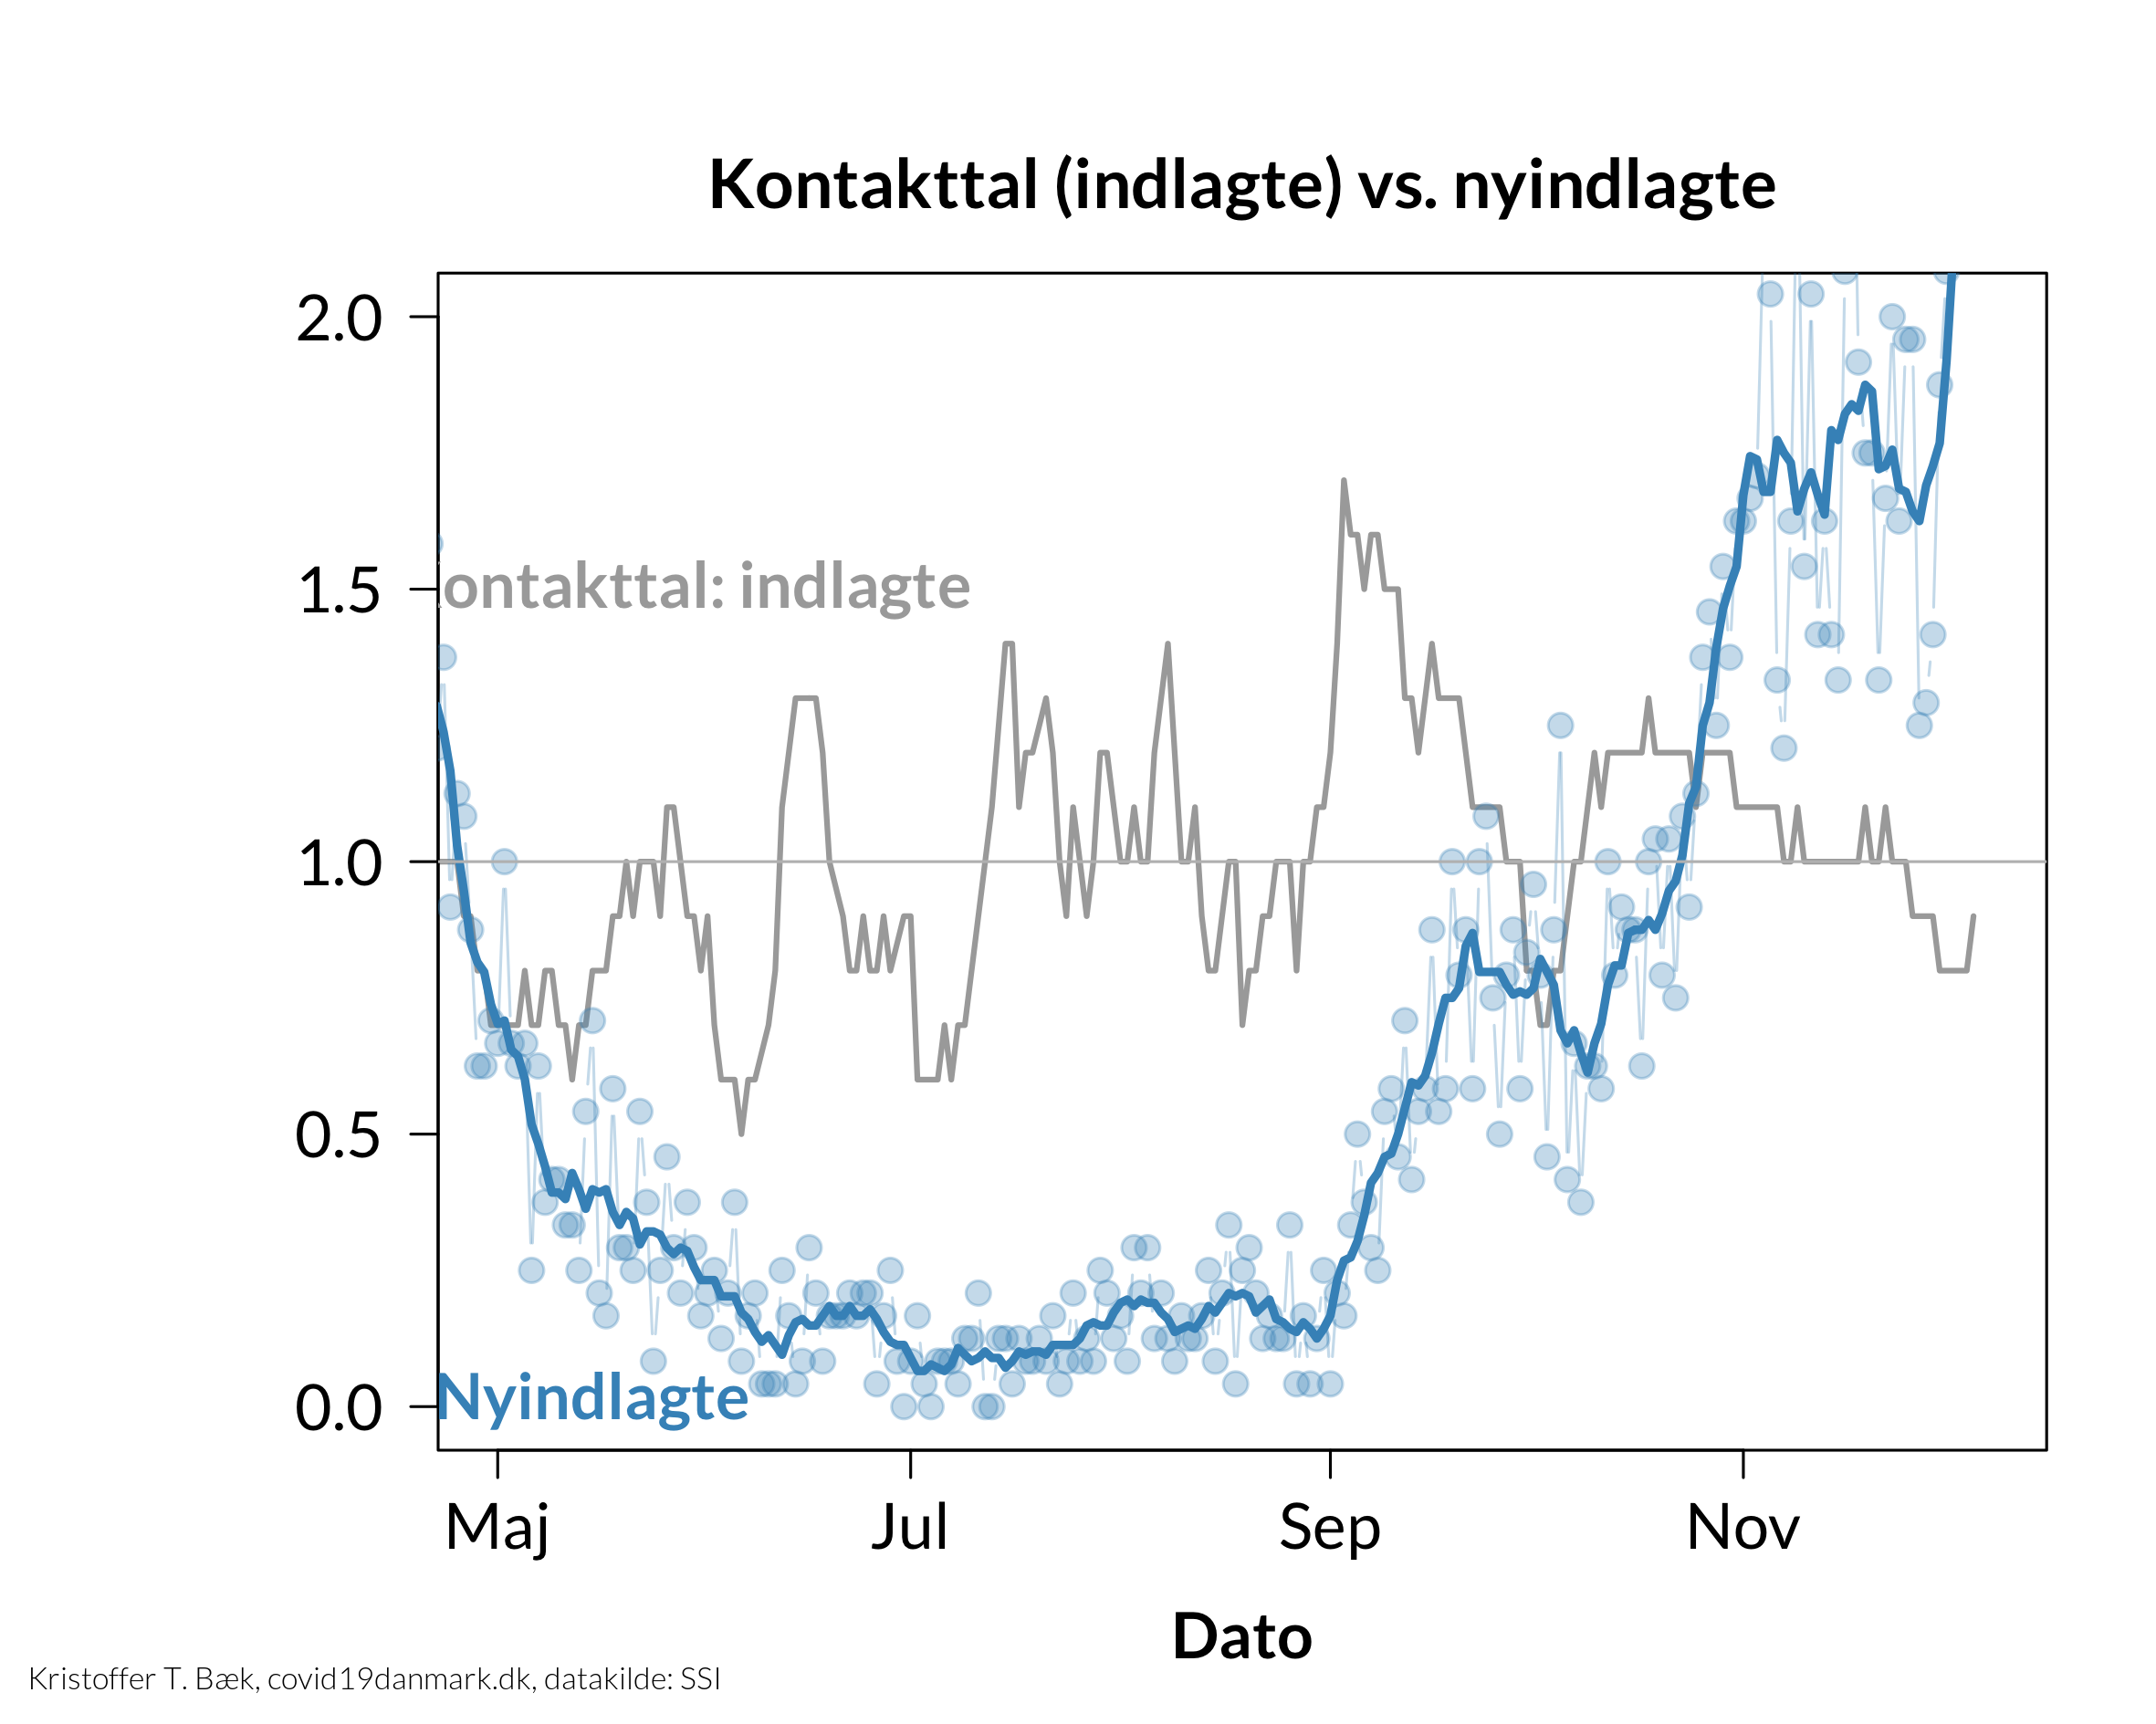 Kontakttal (indlagte) vs. nyindlagte
2.0
1.5
ontakttal: indlagte
1.0
0.5
0.0
Nyindlagte
Maj Jul Sep Nov
Dato
Kristoffer T. Bæk, covid19danmark.dk, datakilde: SSI